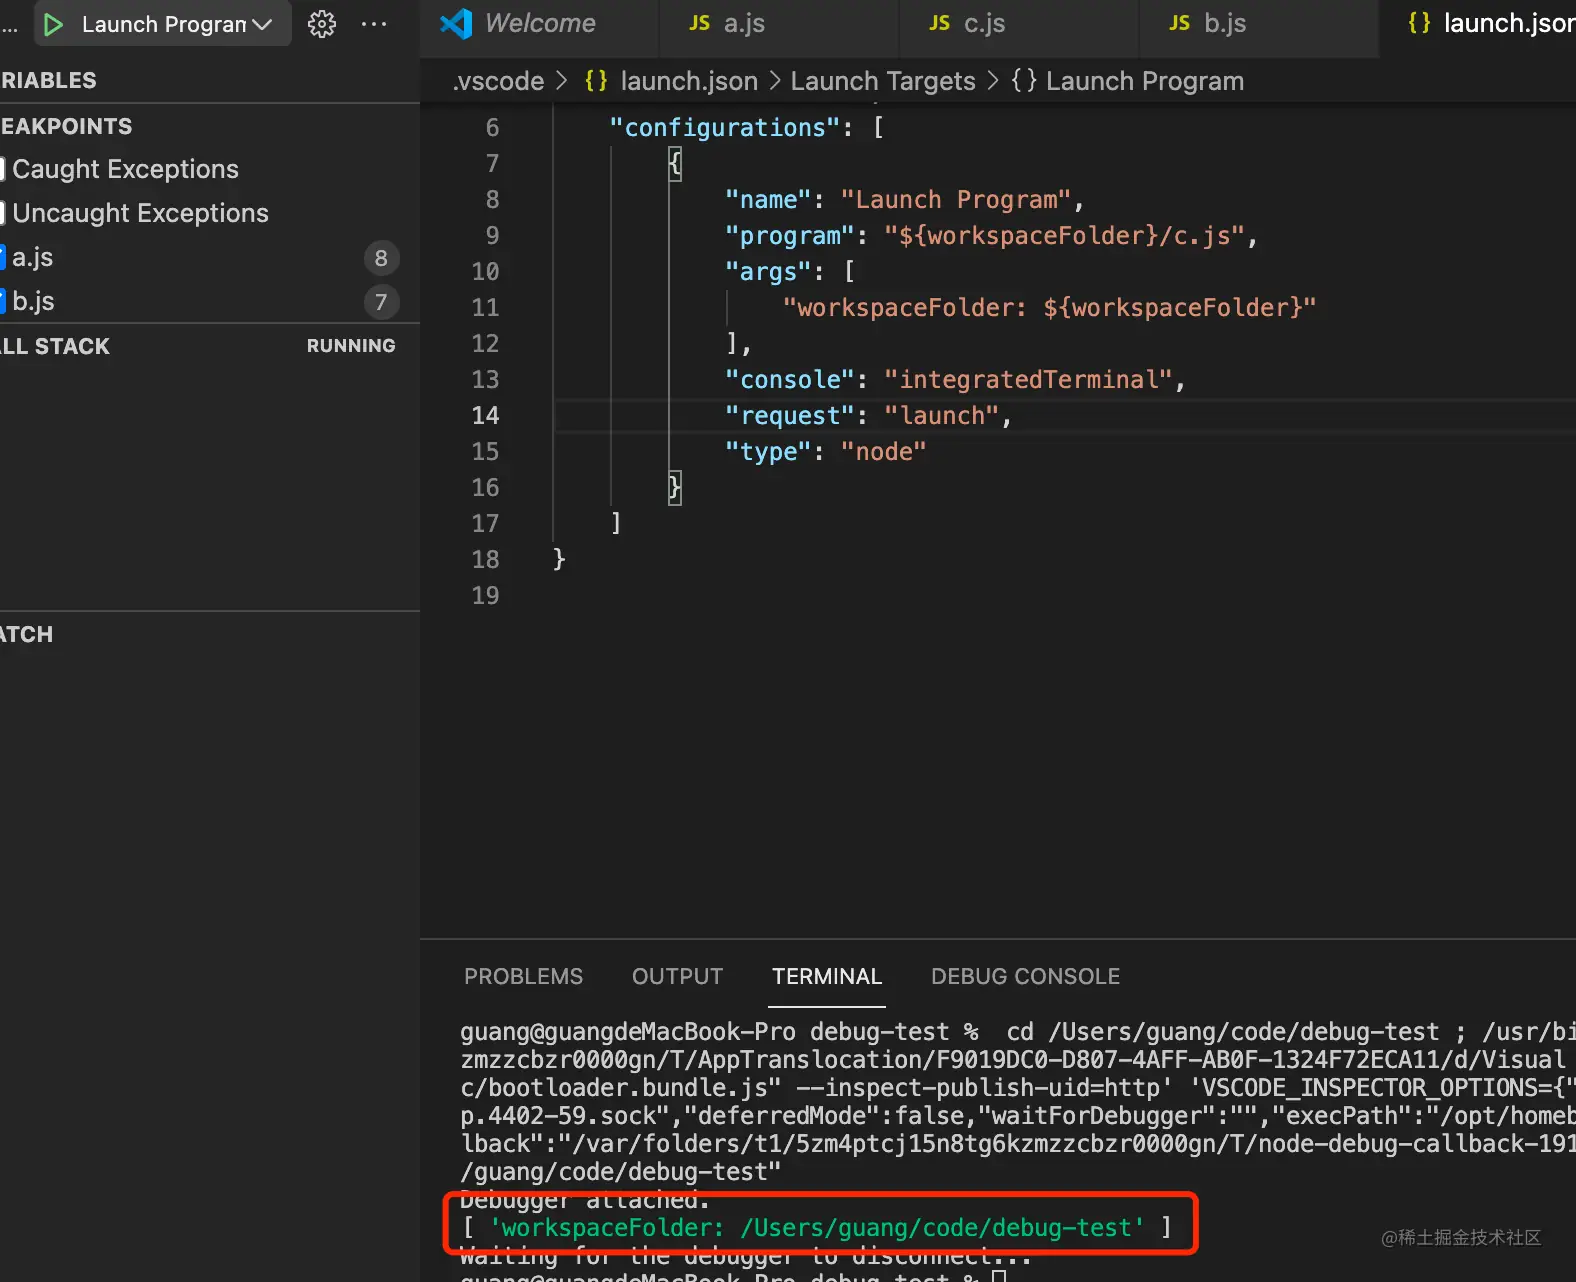 ... Launch Program ...
RIABLES
EAKPOINTS
Caught Exceptions
Uncaught Exceptions
a.js 8
b.js 7
LL STACK RUNNING
ATCH
Welcome JS a.js JS c.js JS b.js {} launch.json
.vscode > {} launch.json > Launch Targets > {} Launch Program
6 "configurations": [
7 {
8 "name": "Launch Program",
9 "program": "${workspaceFolder}/c.js",
10 "args": [
11 "workspaceFolder: ${workspaceFolder}"
12 ],
13 "console": "integratedTerminal",
14 "request": "launch",
15 "type": "node"
16 }
17 ]
18 }
19
PROBLEMS OUTPUT TERMINAL DEBUG CONSOLE
guang@guangdeMacBook-Pro debug-test %  cd /Users/guang/code/debug-test ; /usr/bi
zmzzcbzr0000gn/T/AppTranslocation/F9019DC0-D807-4AFF-AB0F-1324F72ECA11/d/Visual
c/bootloader.bundle.js" --inspect-publish-uid=http' 'VSCODE_INSPECTOR_OPTIONS={"
p.4402-59.sock","deferredMode":false,"waitForDebugger":"","execPath":"/opt/homeb
lback":"/var/folders/t1/5zm4ptcj15n8tg6kzmzzcbzr0000gn/T/node-debug-callback-191
/guang/code/debug-test"
Debugger attached.
[ 'workspaceFolder: /Users/guang/code/debug-test' ]
Waiting for the debugger to disconnect...
guang@guangdeMacBook-Pro debug-test %
@稀土掘金技术社区